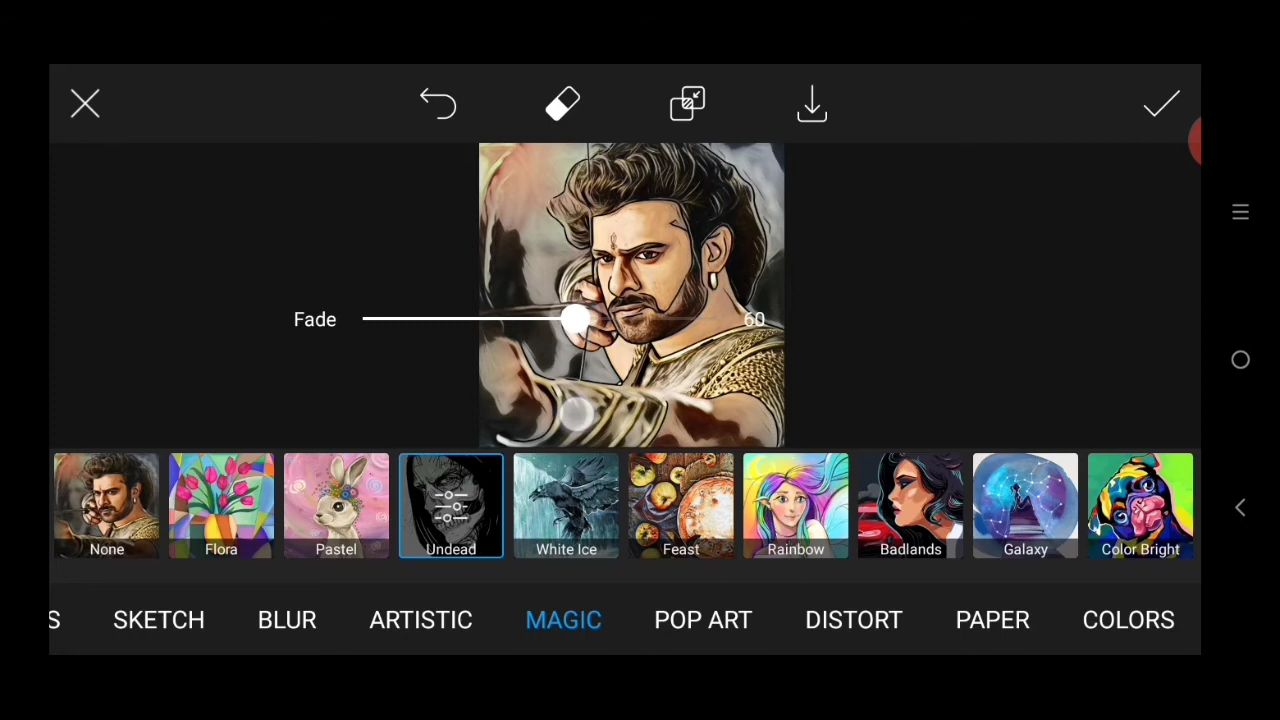 Fade 60
None Flora Pastel Undead White Ice Feast Rainbow Badlands Galaxy Color Bright
S SKETCH BLUR ARTISTIC MAGIC POP ART DISTORT PAPER COLORS